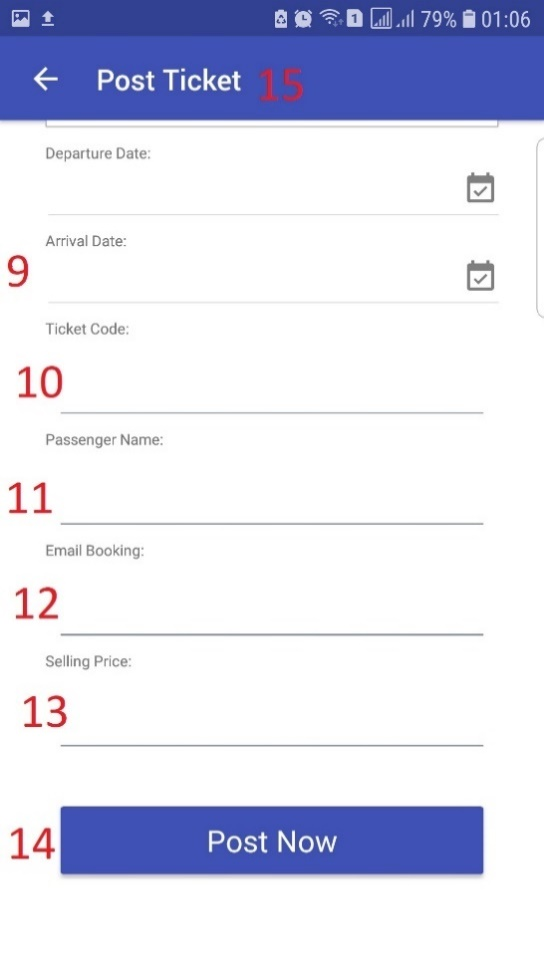 79% 01:06
Post Ticket 15
Departure Date:
9 Arrival Date:
Ticket Code:
10
Passenger Name:
11
Email Booking:
12
Selling Price:
13
14 Post Now